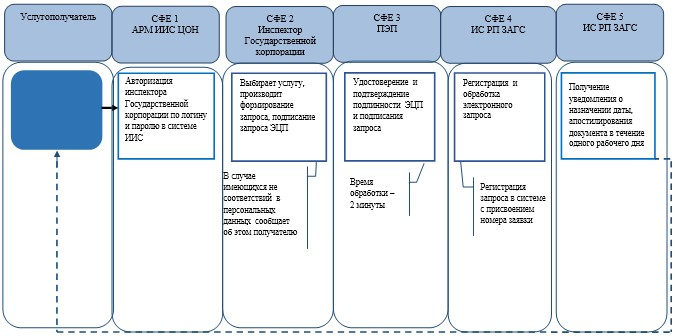 Услугополучатель
СФЕ 1
АРМ ИИС ЦОН
СФЕ 2
Инспектор
Государственной
корпорации
СФЕ 3
ПЭП
СФЕ 4
ИС РП ЗАГС
СФЕ 5
ИС РП ЗАГС
Авторизация
инспектора
Государственной
корпорации по логину
и паролю в системе
ИИС
Выбирает услугу,
производит
формирование
запроса, подписание
запроса ЭЦП
Удостоверение и
подтверждение
подлинности ЭЦП
и подписания
запроса
Регистрация и
обработка
электронного
запроса
Получение
уведомления о
назначении даты,
апостилирования
документа в течение
одного рабочего дня
В случае
имеющихся не
соответствий в
персональных
данных сообщает
об этом получателю
Время
обработки –
2 минуты
Регистрация
запроса в системе
с присвоением
номера заявки